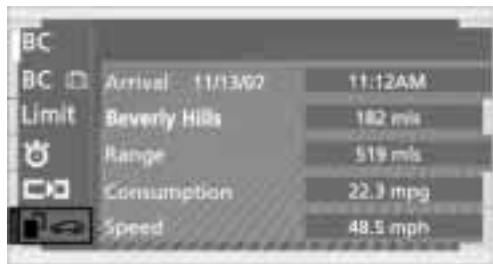 BC
BC Arrival 11/13/07 11:12AM
Limit Beverly Hills 182 mls
Range 519 mls
Consumption 22.3 mpg
Speed 48.5 mph